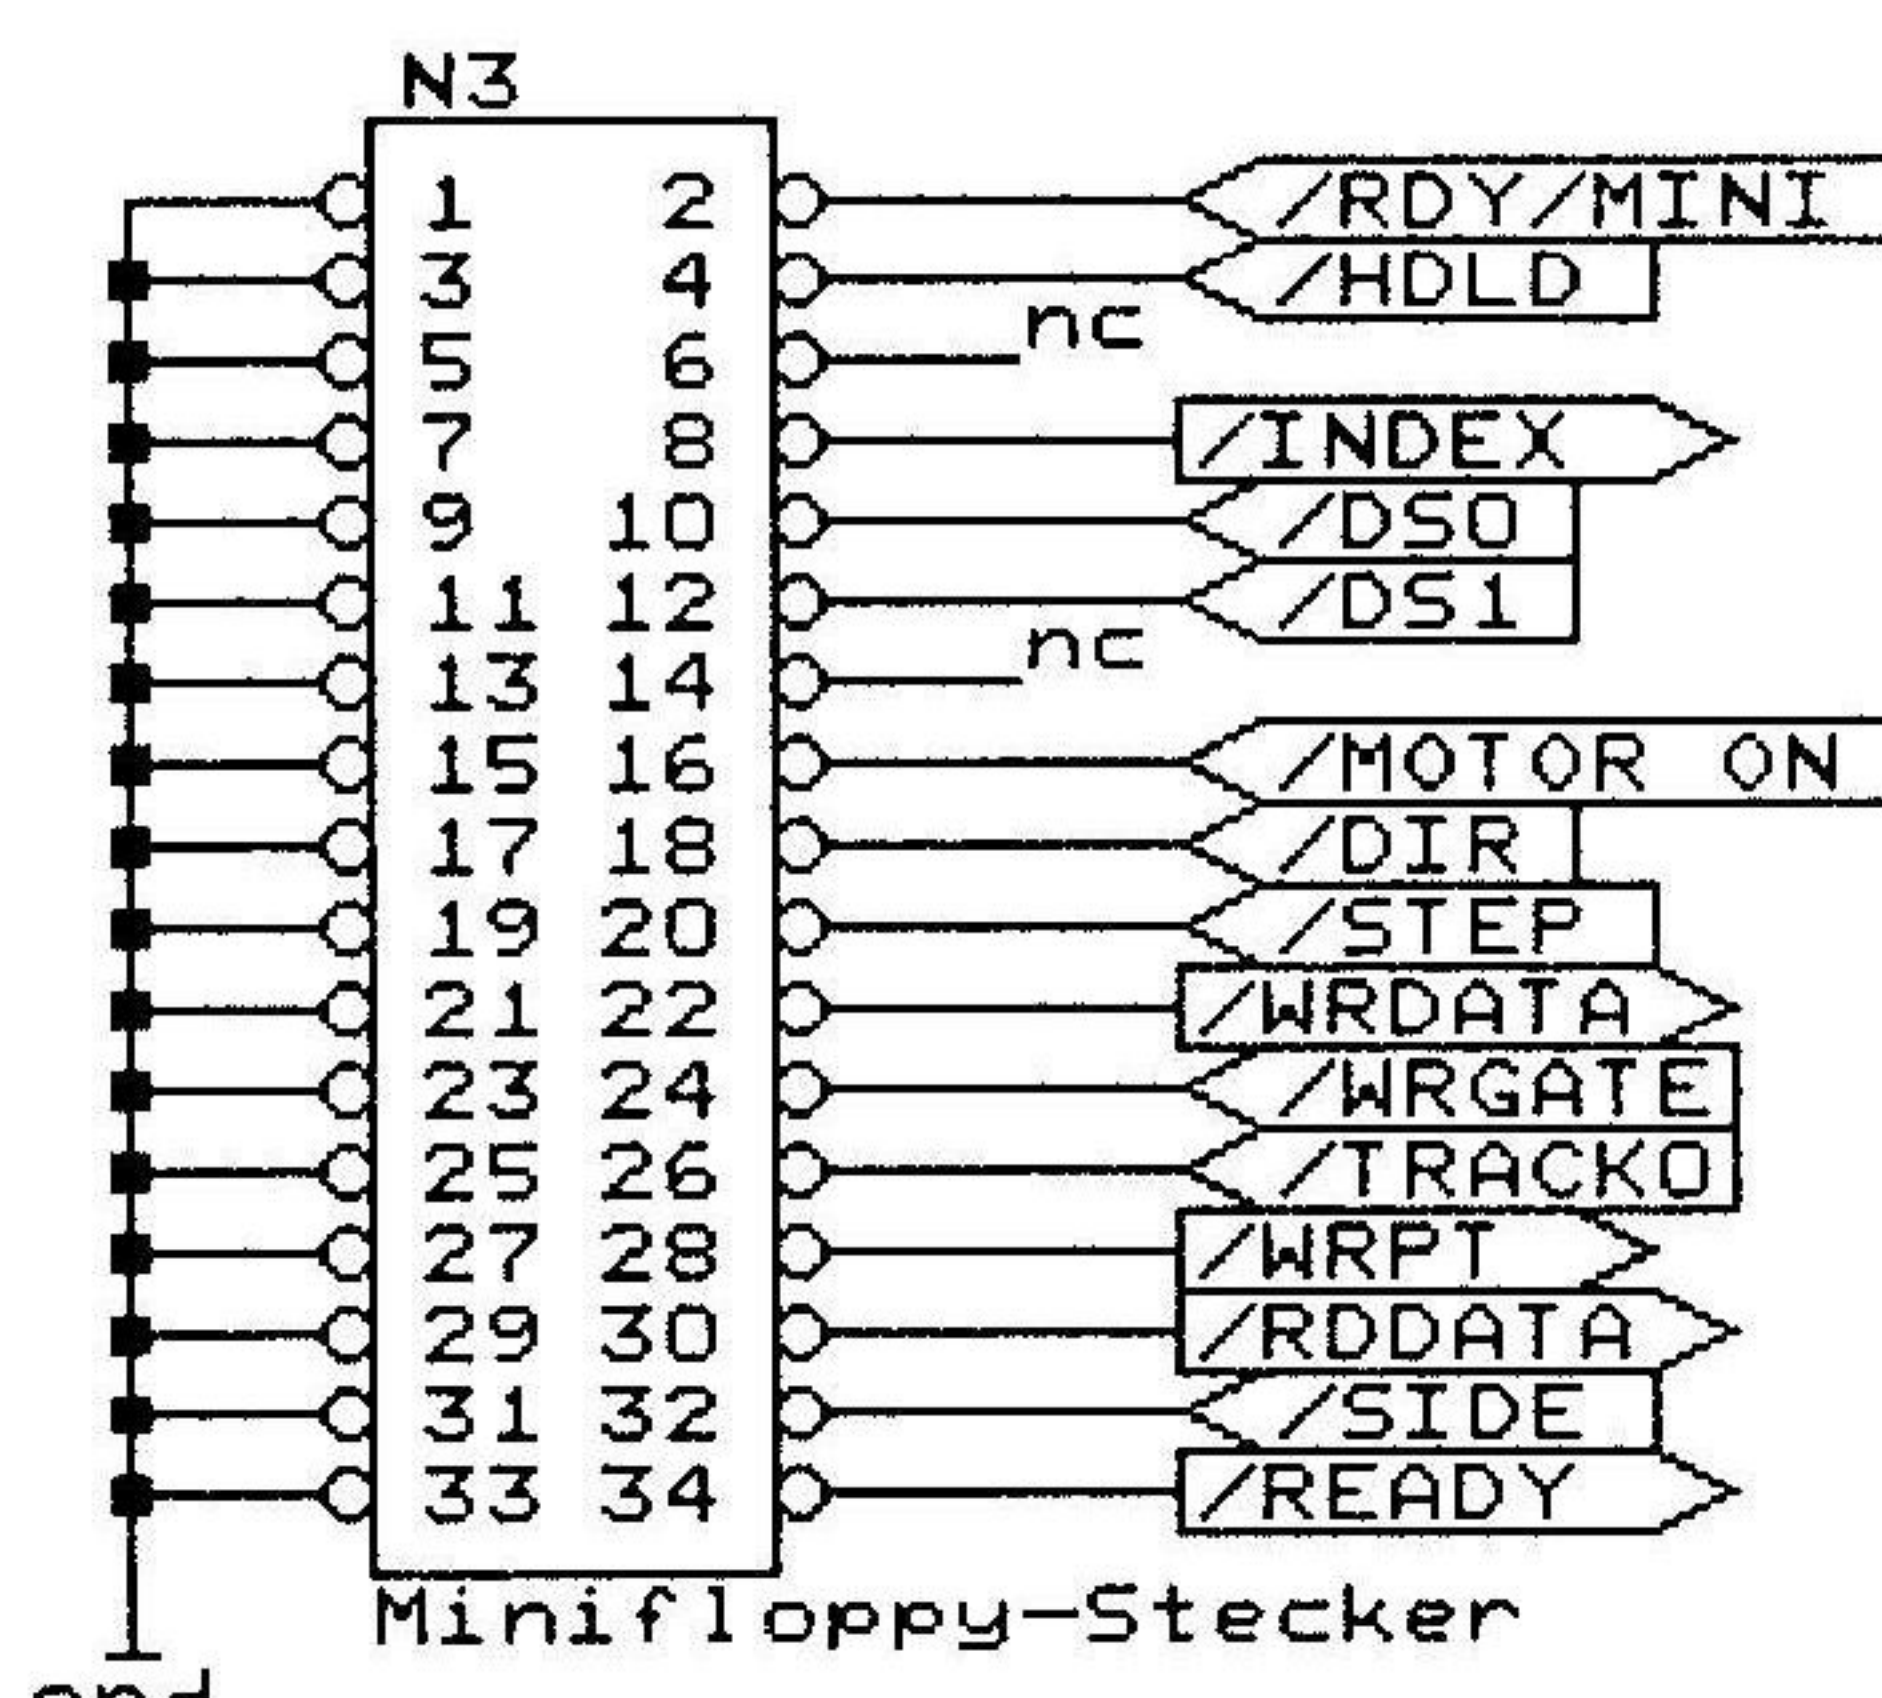 N3
1 2 /RDY/MINI
3 4 /HDLD
nc
5 6
7 8 /INDEX
9 10 /DS0
11 12 /DS1
nc
13 14
15 16 /MOTOR ON
17 18 /DIR
19 20 /STEP
21 22 /WRDATA
23 24 /WRGATE
25 26 /TRACK0
27 28 /WRPT
29 30 /RDDATA
31 32 /SIDE
33 34 /READY
Minifloppy-Stecker